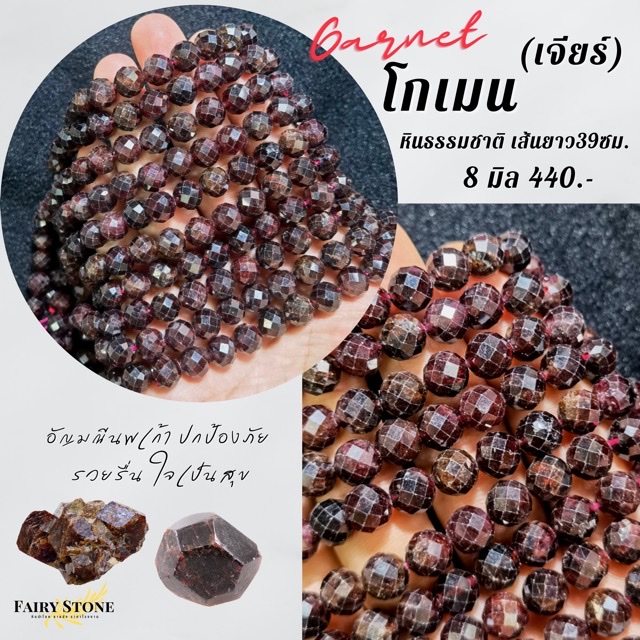 Garnet
(เจียร์)
โกเมน
หินธรรมชาติ เส้นยาว39ซม.
8 มิล 440.-
อัญมณีนพเก้า ปกป้องภัย
รวยรื่น ใจเป็นสุข
FAIRY STONE